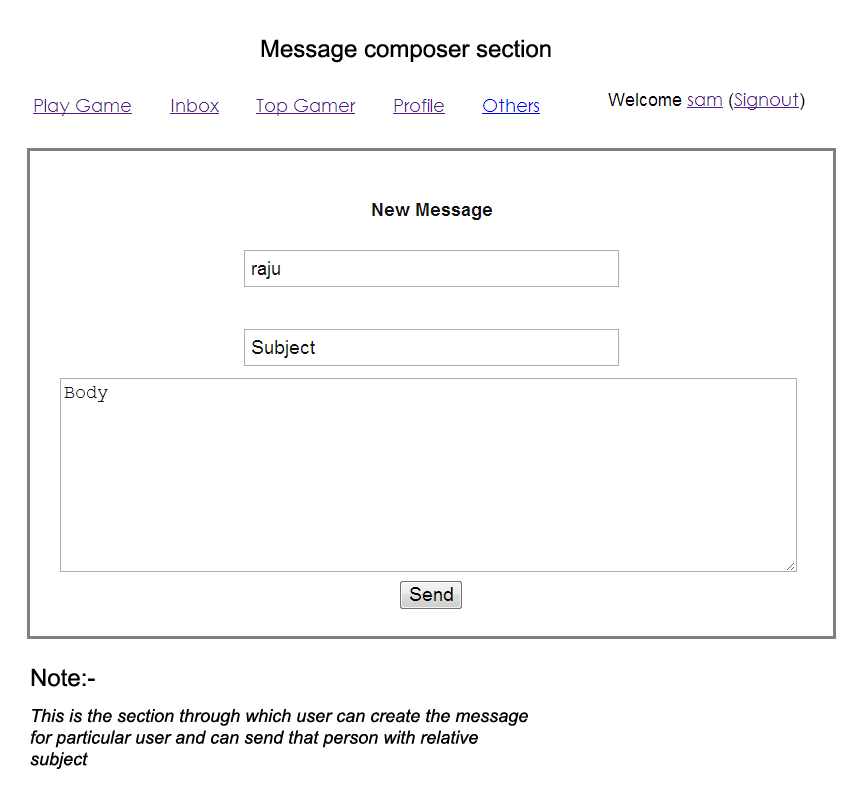 Message composer section
Play Game Inbox Top Gamer Profile Others Welcome sam (Signout)
New Message
raju
Subject
Body
Send
Note:-
This is the section through which user can create the message
for particular user and can send that person with relative
subject